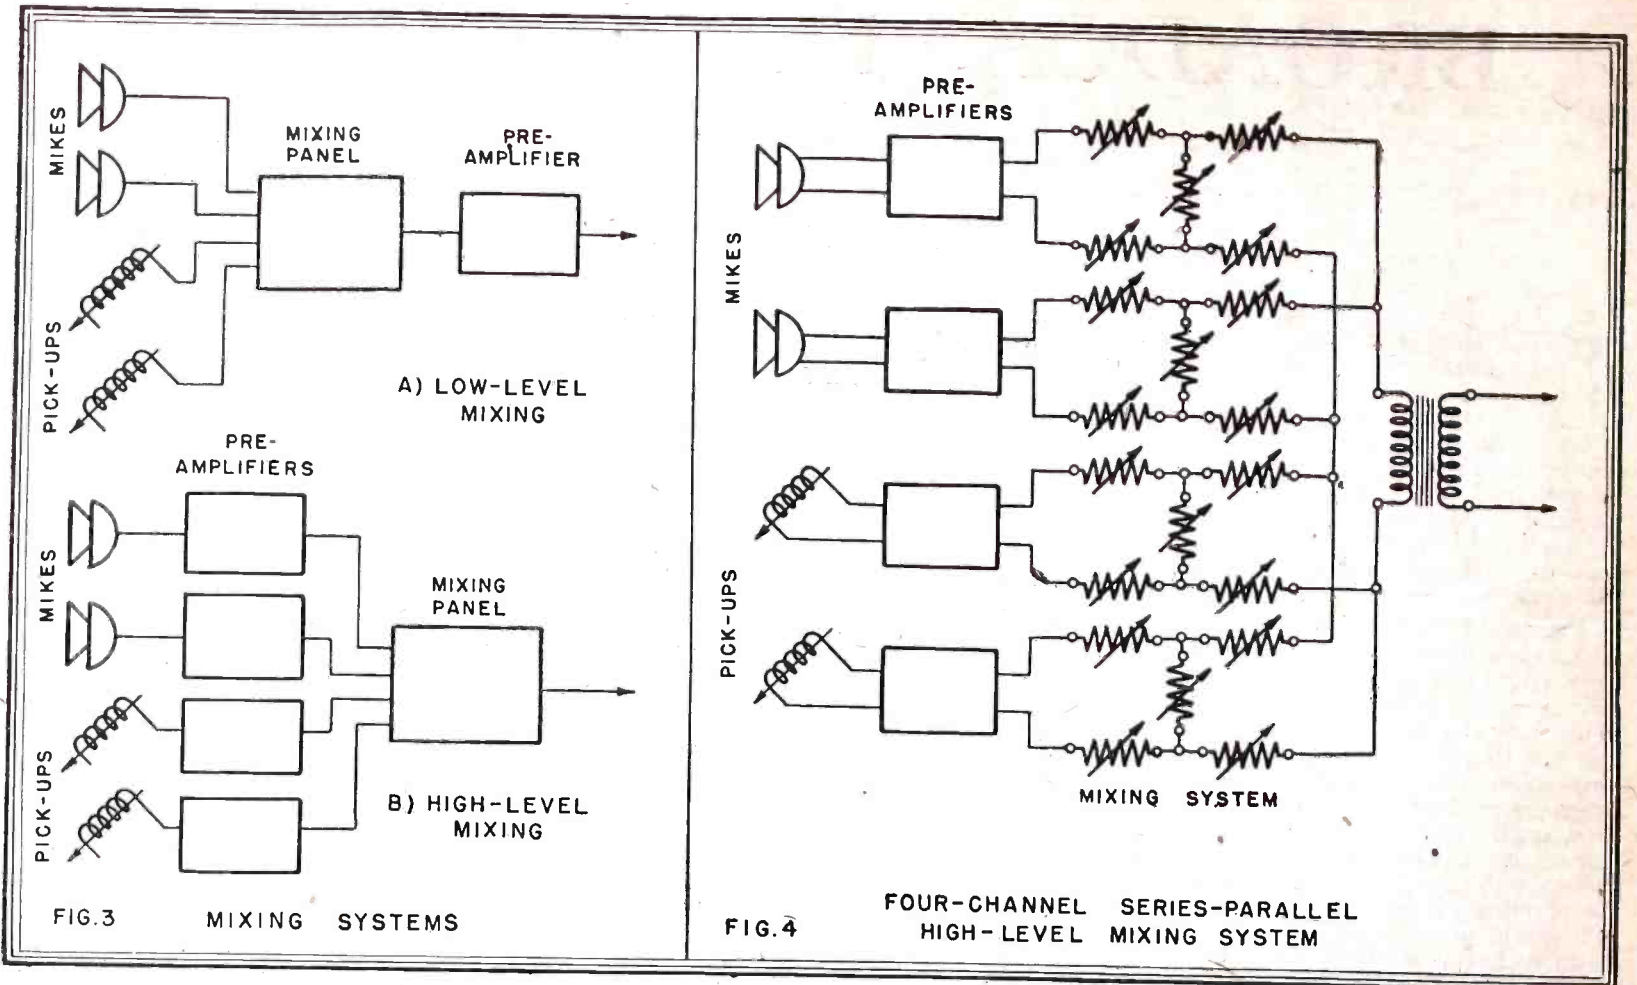 MIKES
MIXING
PANEL
PRE-
AMPLIFIER
PICK-UPS
A) LOW-LEVEL
MIXING
PRE-
AMPLIFIERS
MIKES
MIXING
PANEL
PICK-UPS
B) HIGH-LEVEL
MIXING
FIG.3 MIXING SYSTEMS
PRE-
AMPLIFIERS
MIKES
PICK-UPS
MIXING SYSTEM
FIG.4
FOUR-CHANNEL SERIES-PARALLEL
HIGH-LEVEL MIXING SYSTEM